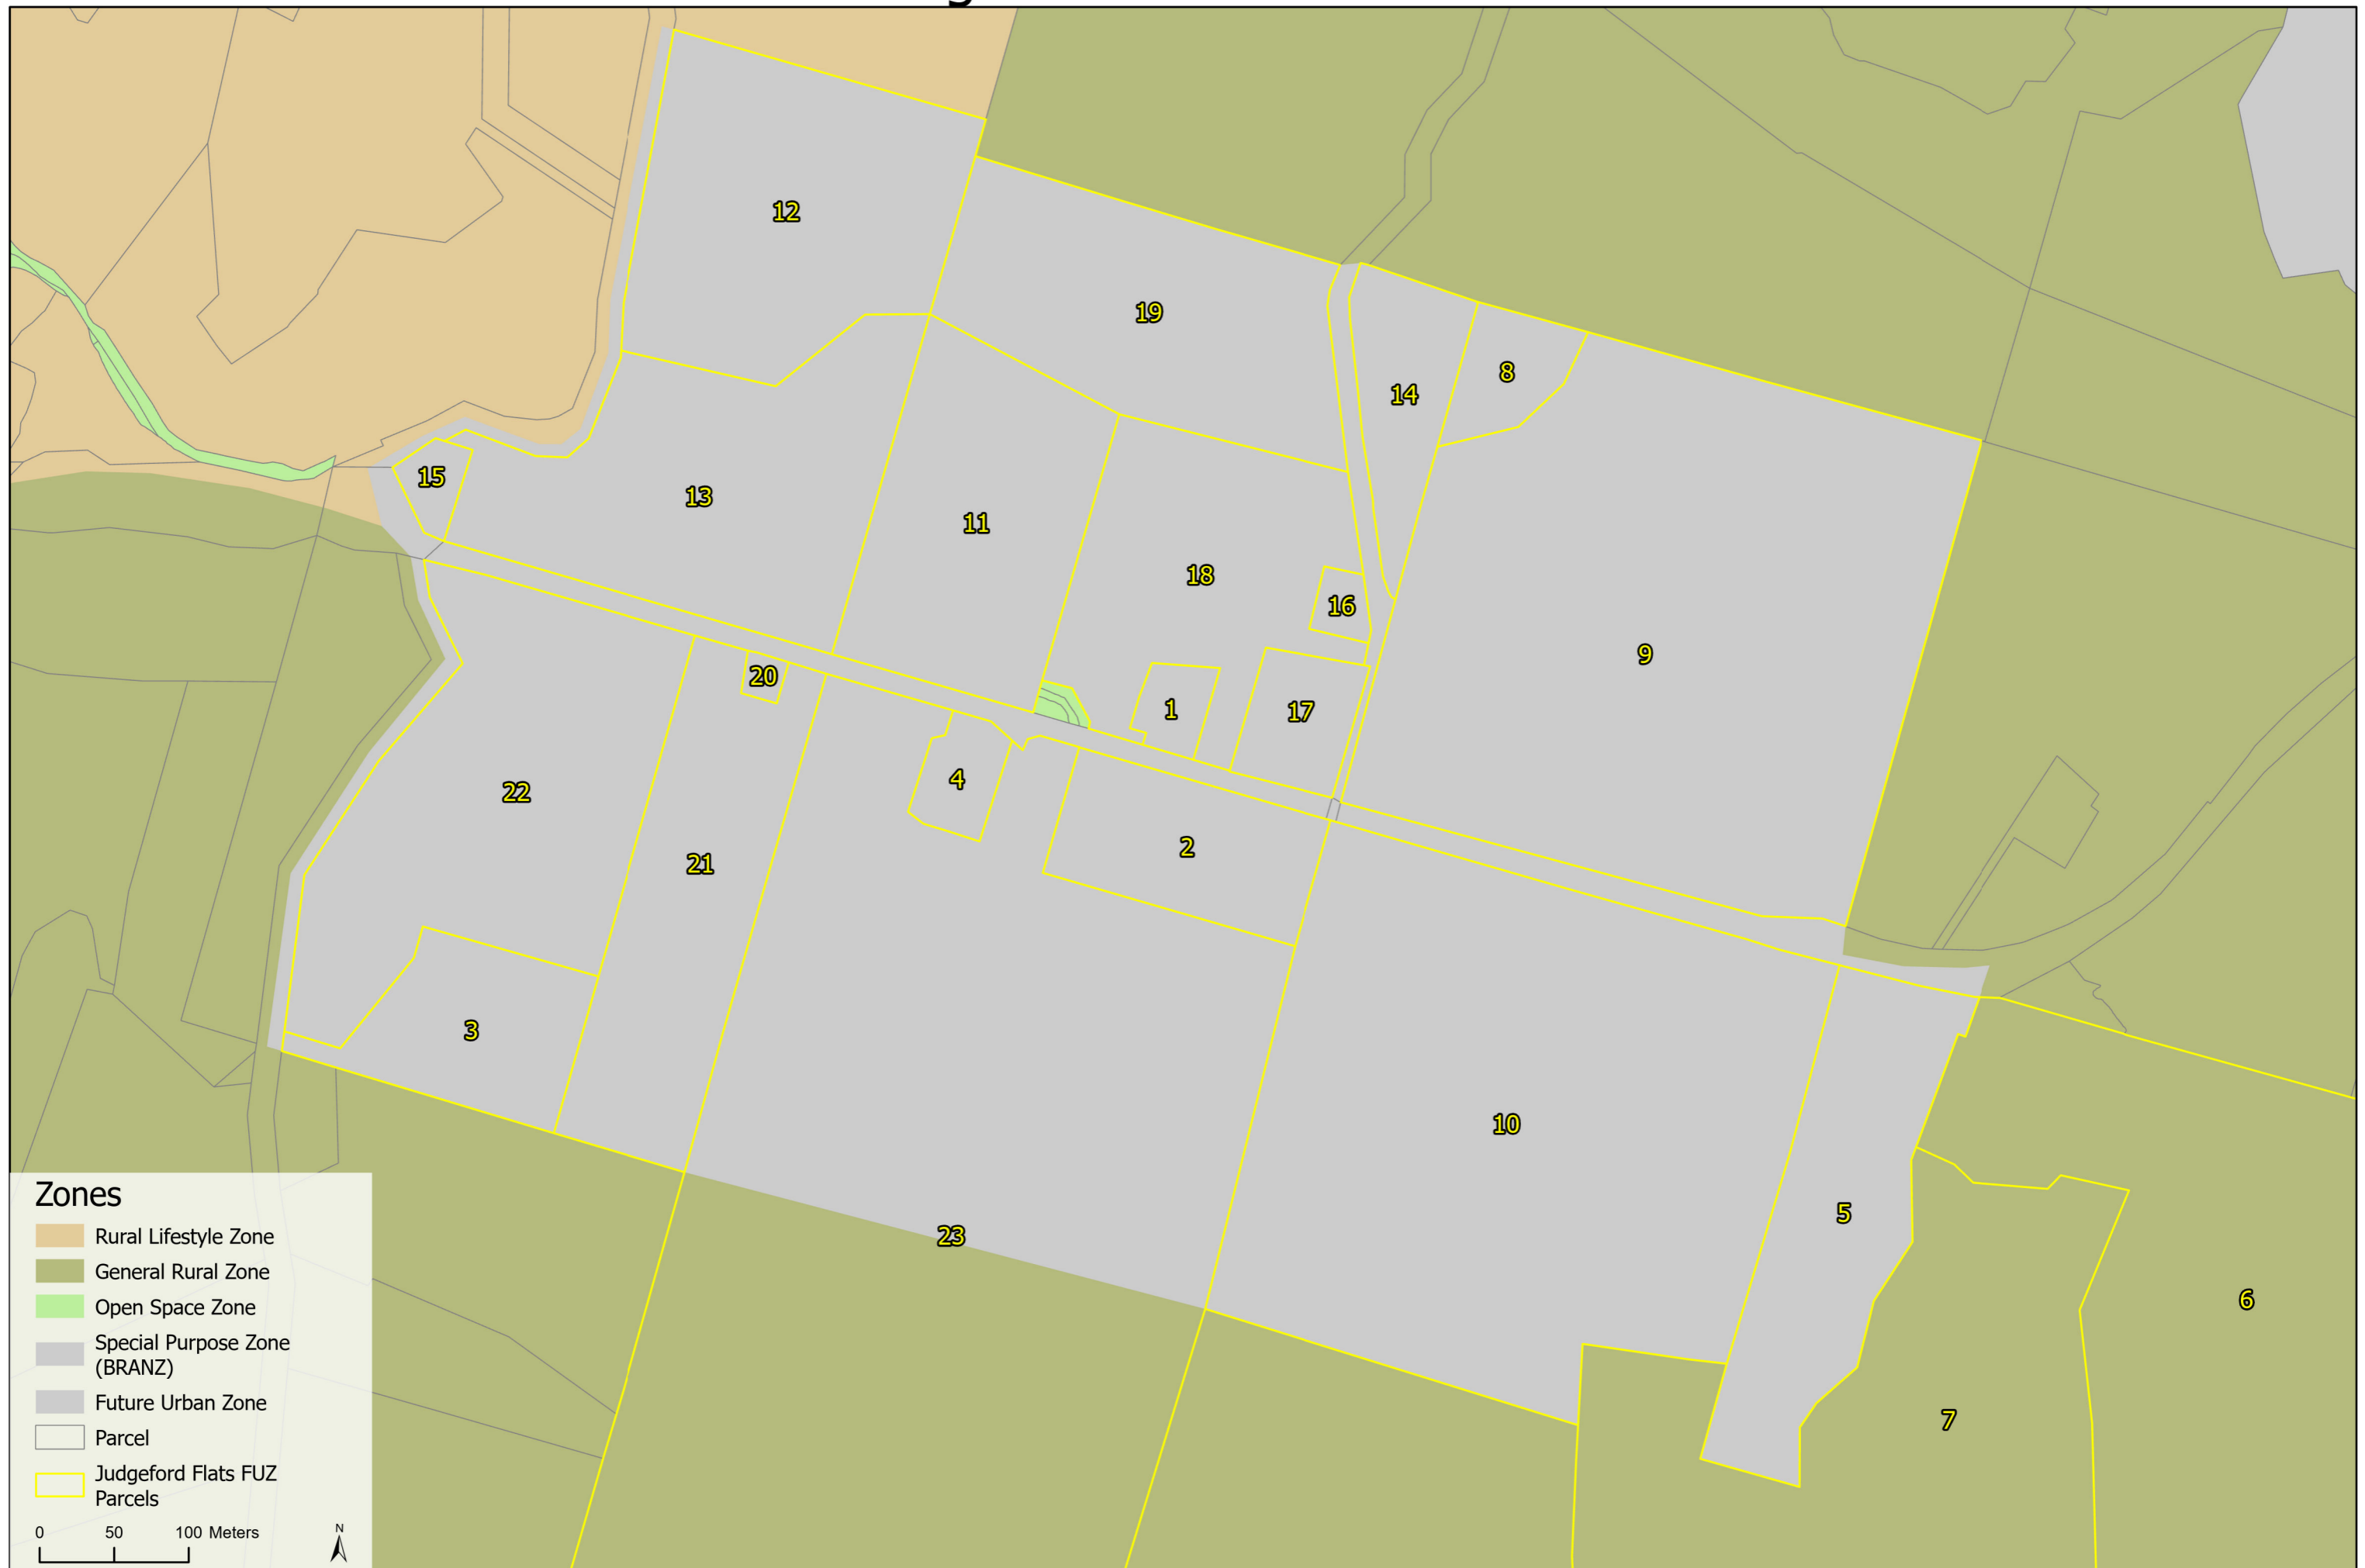 12
19
8
14
15
13
11
18
16
9
20
1
17
4
22
2
21
3
10
5
23
6
7
Zones
Rural Lifestyle Zone
General Rural Zone
Open Space Zone
Special Purpose Zone
(BRANZ)
Future Urban Zone
Parcel
Judgeford Flats FUZ
Parcels
0 50 100 Meters
N